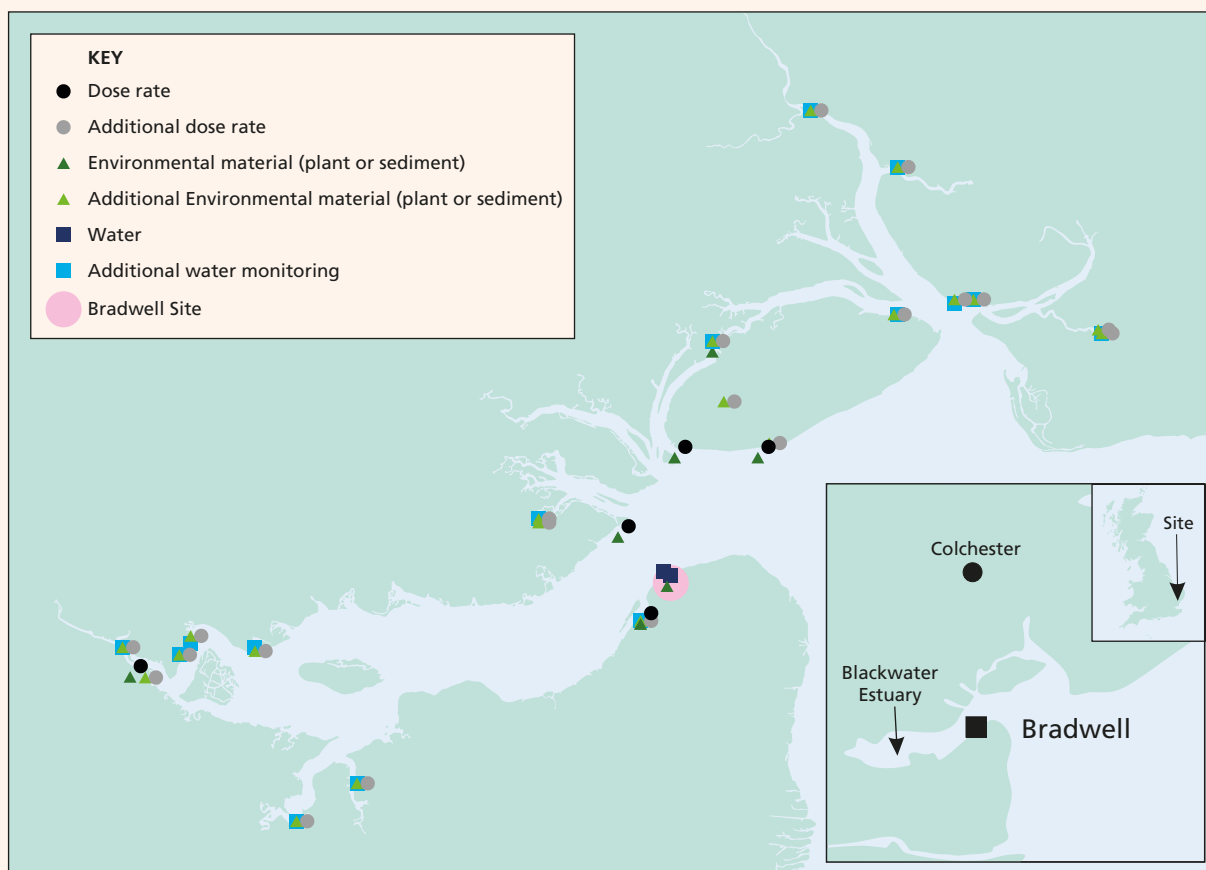 KEY
Dose rate
Additional dose rate
Environmental material (plant or sediment)
Additional Environmental material (plant or sediment)
Water
Additional water monitoring
Bradwell Site
Site
Colchester
Blackwater
Estuary
Bradwell